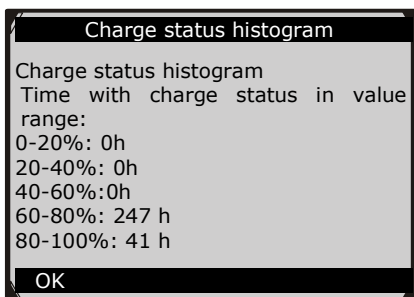 Charge status histogram
Charge status histogram
Time with charge status in value
range:
0-20%: 0h
20-40%: 0h
40-60%:0h
60-80%: 247 h
80-100%: 41 h
OK